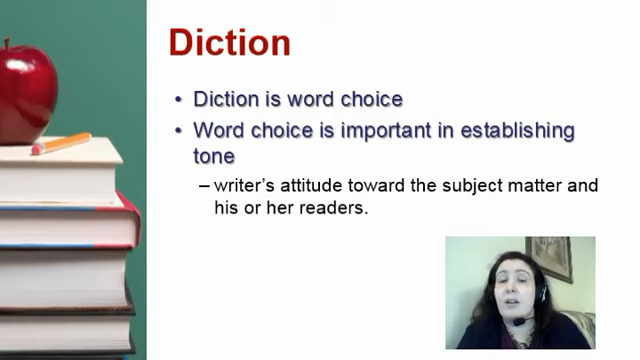 Diction
• Diction is word choice
• Word choice is important in establishing
tone
– writer's attitude toward the subject matter and
his or her readers.